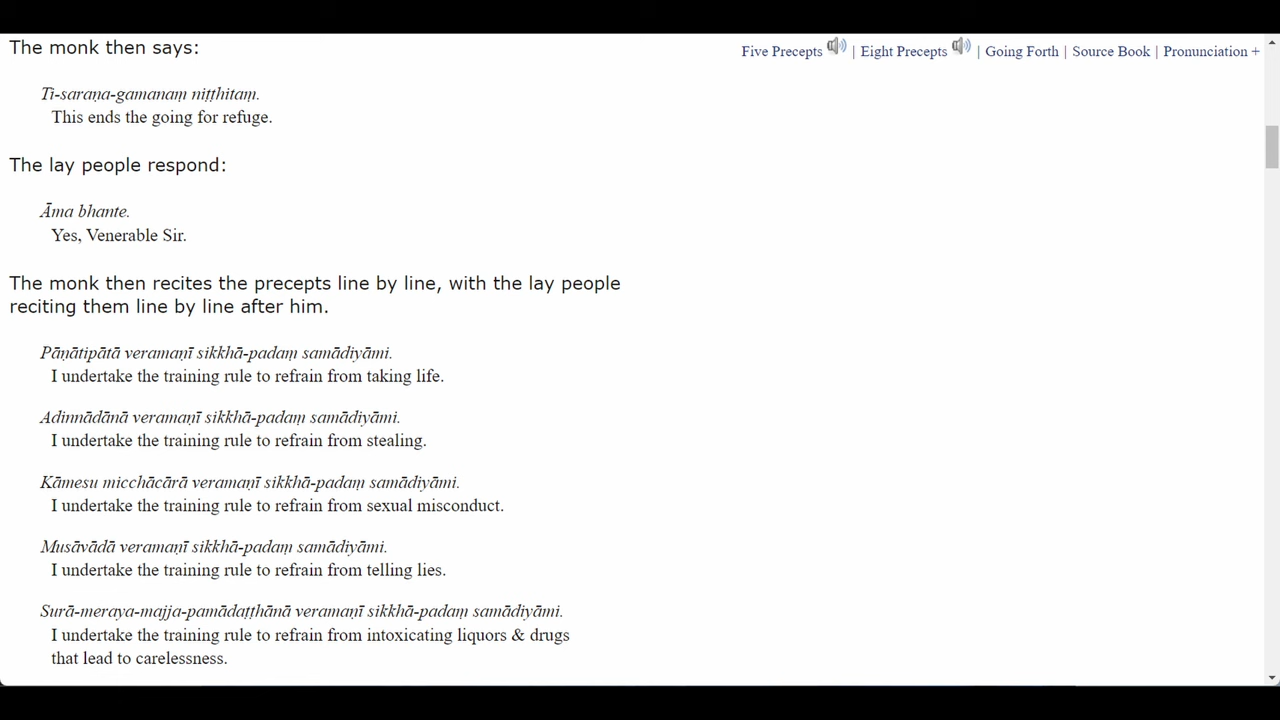 The monk then says:
Five Precepts | Eight Precepts | Going Forth | Source Book | Pronunciation +
Ti-saraṇa-gamanaṃ niṭṭhitaṃ.
This ends the going for refuge.
The lay people respond:
Āma bhante.
Yes, Venerable Sir.
The monk then recites the precepts line by line, with the lay people
reciting them line by line after him.
Pāṇātipātā veramaṇī sikkhā-padaṃ samādiyāmi.
I undertake the training rule to refrain from taking life.
Adinnādānā veramaṇī sikkhā-padaṃ samādiyāmi.
I undertake the training rule to refrain from stealing.
Kāmesu micchācārā veramaṇī sikkhā-padaṃ samādiyāmi.
I undertake the training rule to refrain from sexual misconduct.
Musāvādā veramaṇī sikkhā-padaṃ samādiyāmi.
I undertake the training rule to refrain from telling lies.
Surā-meraya-majja-pamādaṭṭhānā veramaṇī sikkhā-padaṃ samādiyāmi.
I undertake the training rule to refrain from intoxicating liquors & drugs
that lead to carelessness.